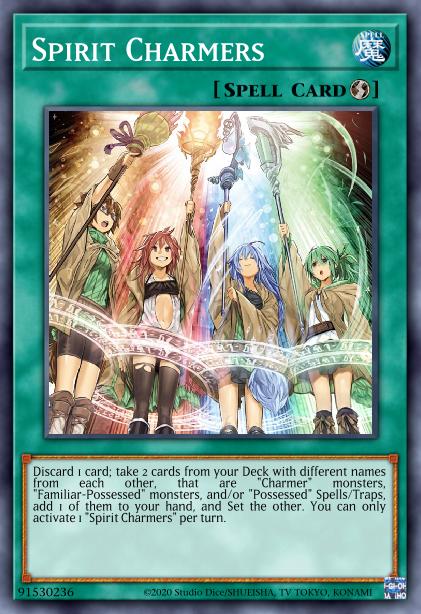 SPIRIT CHARMERS
SPELL
魔
[SPELL CARD]
Discard 1 card; take 2 cards from your Deck with different names
from each other, that are "Charmer" monsters,
"Familiar-Possessed" monsters, and/or "Possessed" Spells/Traps,
add 1 of them to your hand, and Set the other. You can only
activate 1 "Spirit Charmers" per turn.
91530236
©2020 Studio Dice/SHUEISHA, TV TOKYO, KONAMI